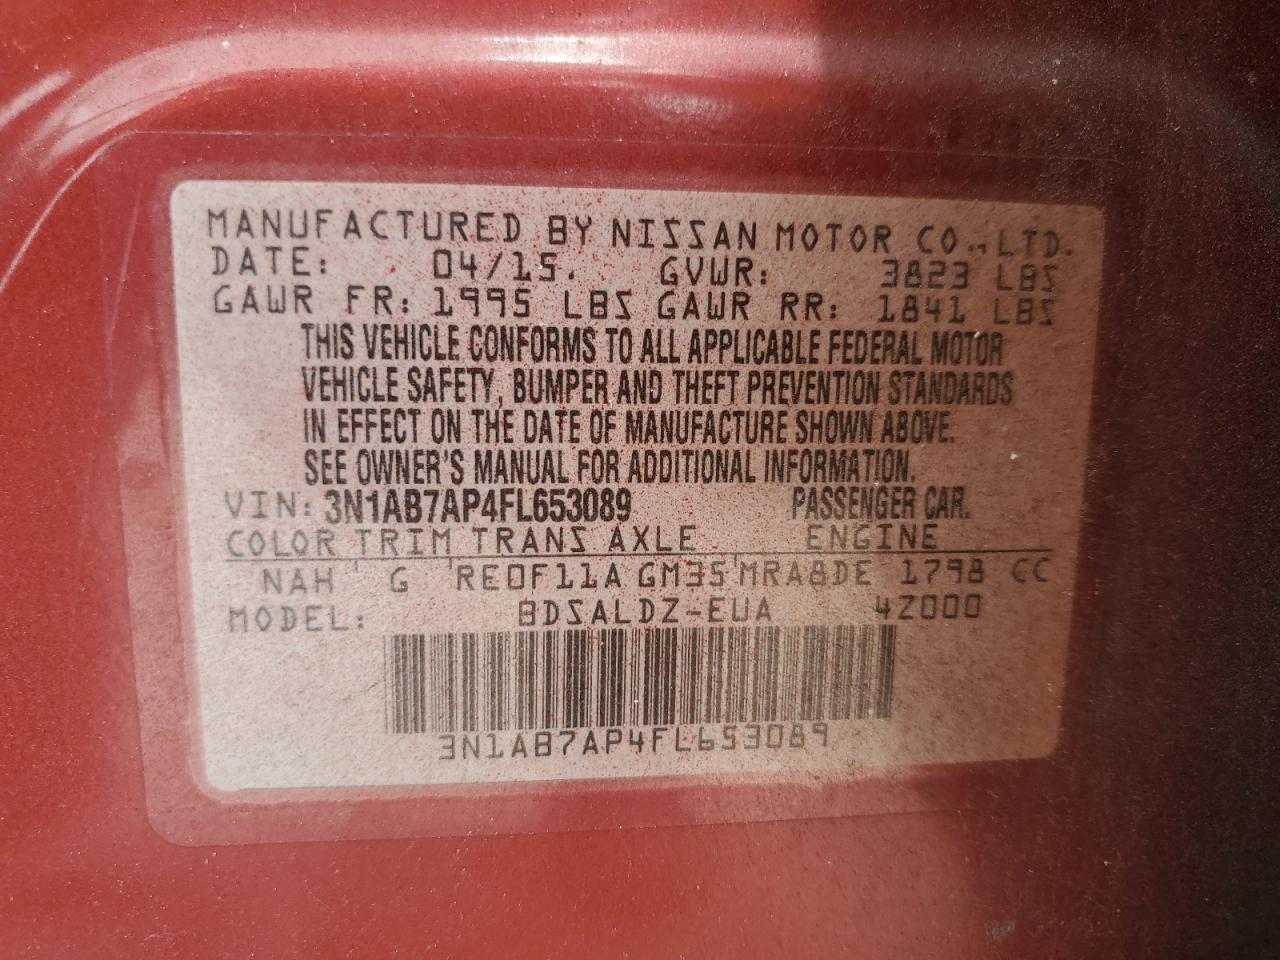 MANUFACTURED BY NISSAN MOTOR CO., LTD.
DATE: 04/15. GVWR: 3823 LBS
GAWR FR: 1995 LBS GAWR RR: 1841 LBS
THIS VEHICLE CONFORMS TO ALL APPLICABLE FEDERAL MOTOR
VEHICLE SAFETY, BUMPER AND THEFT PREVENTION STANDARDS
IN EFFECT ON THE DATE OF MANUFACTURE SHOWN ABOVE.
SEE OWNER'S MANUAL FOR ADDITIONAL INFORMATION.
VIN: 3N1AB7AP4FL653089 PASSENGER CAR.
COLOR TRIM TRANS AXLE ENGINE
NAH G RE0F11A GM35 MRA8DE 1798 CC
MODEL: BDSALDZ-EUA 4Z000
3N1AB7AP4FL653089